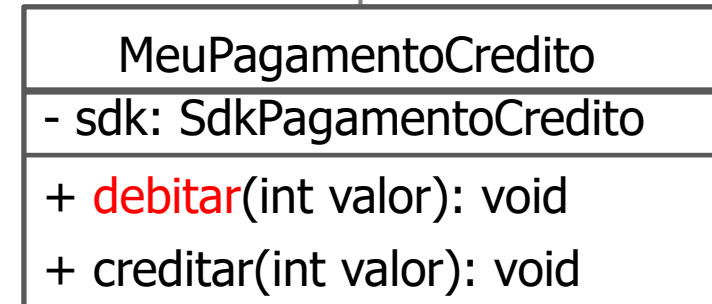 MeuPagamentoCredito
- sdk: SdkPagamentoCredito
+ debitar(int valor): void
+ creditar(int valor): void